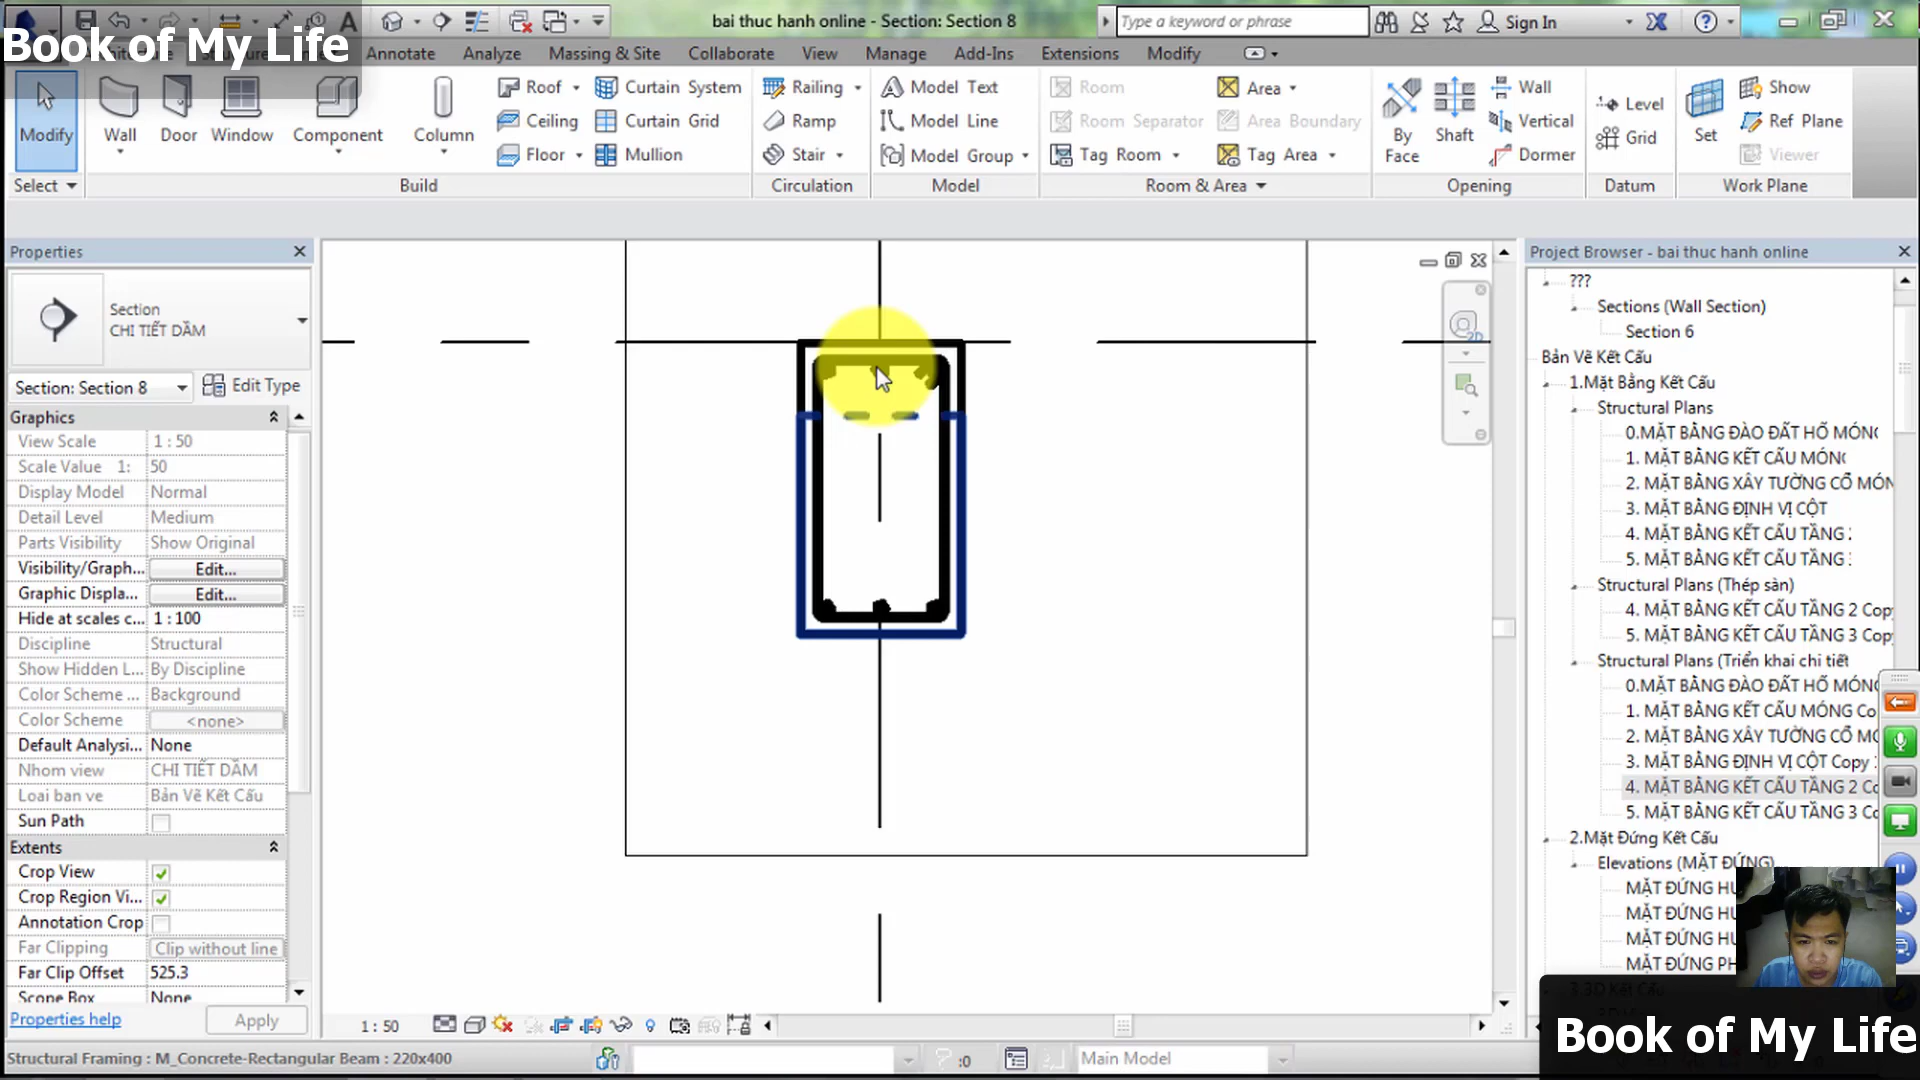 bai thuc hanh online - Section: Section 8
Type a keyword or phrase
Sign In
Book of My Life
Annotate
Analyze
Massing & Site
Collaborate
View
Manage
Add-Ins
Extensions
Modify
Modify
Wall
Door
Window
Component
Column
Roof
Ceiling
Floor
Curtain System
Curtain Grid
Mullion
Railing
Ramp
Stair
Model Text
Model Line
Model Group
Room
Room Separator
Tag Room
Area
Area Boundary
Tag Area
By Face
Shaft
Wall
Vertical
Dormer
Level
Grid
Set
Show
Ref Plane
Viewer
Select
Build
Circulation
Model
Room & Area
Opening
Datum
Work Plane
Properties
Section
CHI TIẾT DẦM
Section: Section 8
Edit Type
Graphics
View Scale 1 : 50
Scale Value 1: 50
Display Model Normal
Detail Level Medium
Parts Visibility Show Original
Visibility/Graph... Edit...
Graphic Displa... Edit...
Hide at scales c... 1 : 100
Discipline Structural
Show Hidden L... By Discipline
Color Scheme ... Background
Color Scheme <none>
Default Analysi... None
Nhom view CHI TIẾT DẦM
Loai ban ve Bản Vẽ Kết Cấu
Sun Path
Extents
Crop View
Crop Region Vi...
Annotation Crop
Far Clipping Clip without line
Far Clip Offset 525.3
Scope Box None
Properties help
Apply
2D
1 : 50
Project Browser - bai thuc hanh online
???
Sections (Wall Section)
Section 6
Bản Vẽ Kết Cấu
1.Mặt Bằng Kết Cấu
Structural Plans
0.MẶT BẰNG ĐÀO ĐẤT HỐ MÓNG
1. MẶT BẰNG KẾT CẤU MÓNG
2. MẶT BẰNG XÂY TƯỜNG CỔ MÓN
3. MẶT BẰNG ĐỊNH VỊ CỘT
4. MẶT BẰNG KẾT CẤU TẦNG 2
5. MẶT BẰNG KẾT CẤU TẦNG 3
Structural Plans (Thép sàn)
4. MẶT BẰNG KẾT CẤU TẦNG 2 Cop
5. MẶT BẰNG KẾT CẤU TẦNG 3 Cop
Structural Plans (Triển khai chi tiết
0.MẶT BẰNG ĐÀO ĐẤT HỐ MÓNG
1. MẶT BẰNG KẾT CẤU MÓNG Co
2. MẶT BẰNG XÂY TƯỜNG CỔ MÓ
3. MẶT BẰNG ĐỊNH VỊ CỘT Copy
4. MẶT BẰNG KẾT CẤU TẦNG 2 Co
5. MẶT BẰNG KẾT CẤU TẦNG 3 Co
2.Mặt Đứng Kết Cấu
Elevations (MẶT ĐỨNG)
MẶT ĐỨNG HƯ
MẶT ĐỨNG HƯ
MẶT ĐỨNG HƯ
MẶT ĐỨNG PH
3.3D Kết Cấu
Structural Framing : M_Concrete-Rectangular Beam : 220x400
:0
Main Model
Book of My Life